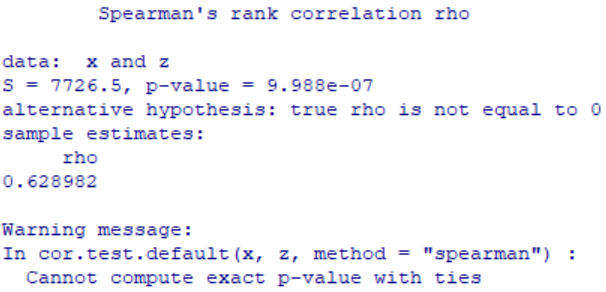 Spearman's rank correlation rho
data: x and z
S = 7726.5, p-value = 9.988e-07
alternative hypothesis: true rho is not equal to 0
sample estimates:
rho
0.628982
Warning message:
In cor.test.default(x, z, method = "spearman") :
Cannot compute exact p-value with ties